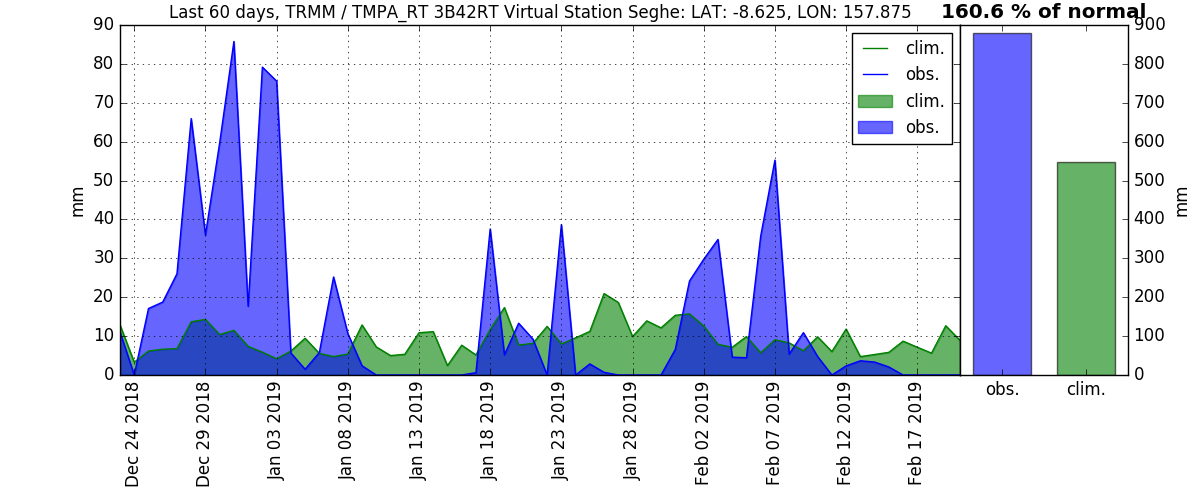 Last 60 days, TRMM / TMPA_RT 3B42RT Virtual Station Seghe: LAT: -8.625, LON: 157.875
160.6 % of normal
90
80
70
60
50
40
30
20
10
0
mm
clim.
obs.
clim.
obs.
Dec 24 2018
Dec 29 2018
Jan 03 2019
Jan 08 2019
Jan 13 2019
Jan 18 2019
Jan 23 2019
Jan 28 2019
Feb 02 2019
Feb 07 2019
Feb 12 2019
Feb 17 2019
900
800
700
600
500
400
300
200
100
0
mm
obs.
clim.